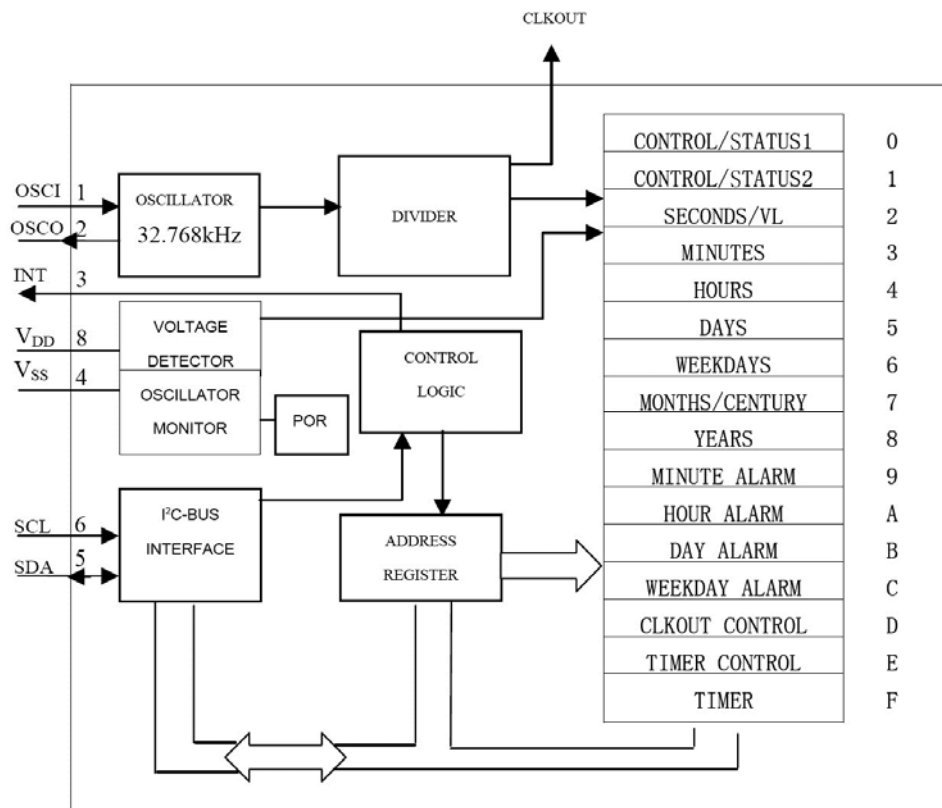 CLKOUT
OSCI 1
OSCO 2
INT 3
VDD 8
VSS 4
SCL 6
SDA 5
OSCILLATOR
32.768kHz
DIVIDER
VOLTAGE
DETECTOR
OSCILLATOR
MONITOR
POR
CONTROL
LOGIC
I²C-BUS
INTERFACE
ADDRESS
REGISTER
CONTROL/STATUS1 0
CONTROL/STATUS2 1
SECONDS/VL 2
MINUTES 3
HOURS 4
DAYS 5
WEEKDAYS 6
MONTHS/CENTURY 7
YEARS 8
MINUTE ALARM 9
HOUR ALARM A
DAY ALARM B
WEEKDAY ALARM C
CLKOUT CONTROL D
TIMER CONTROL E
TIMER F